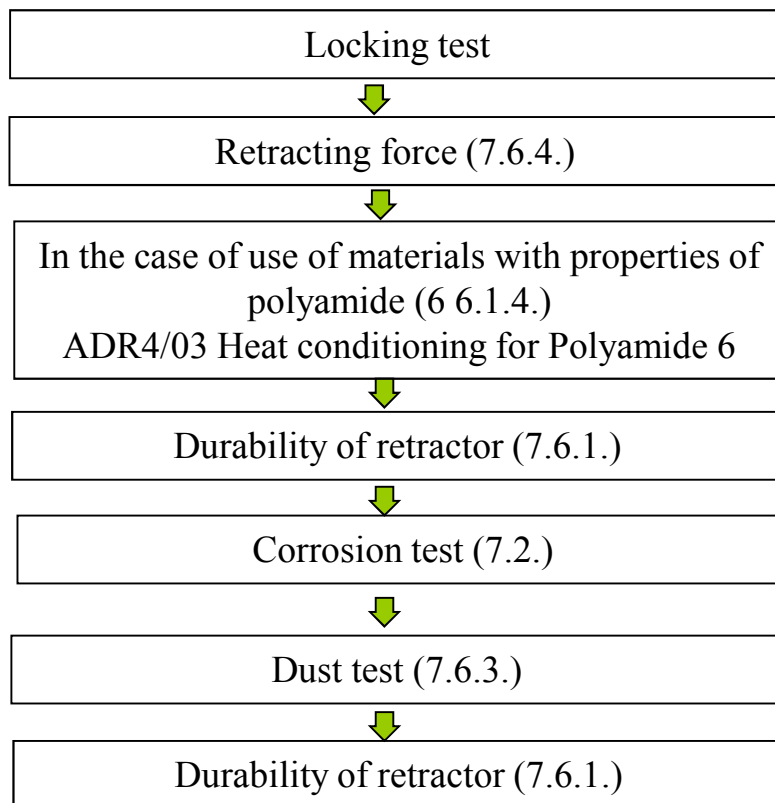 Locking test
Retracting force (7.6.4.)
In the case of use of materials with properties of
polyamide (6 6.1.4.)
ADR4/03 Heat conditioning for Polyamide 6
Durability of retractor (7.6.1.)
Corrosion test (7.2.)
Dust test (7.6.3.)
Durability of retractor (7.6.1.)